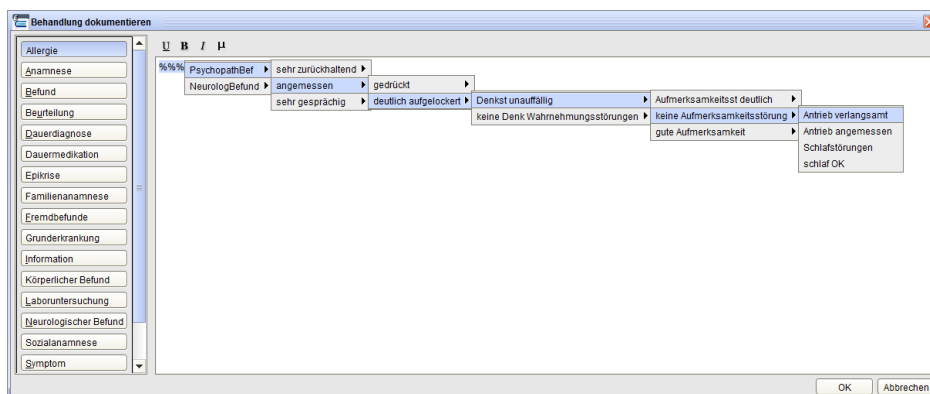 Behandlung dokumentieren
Allergie
Anamnese
Befund
Beurteilung
Dauerdiagnose
Dauermedikation
Epikrise
Familienanamnese
Fremdbefunde
Grunderkrankung
Information
Körperlicher Befund
Laboruntersuchung
Neurologischer Befund
Sozialanamnese
Symptom
U B I µ
%%% PsychopathBef sehr zurückhaltend
NeurologBefund angemessen gedrückt
sehr gesprächig deutlich aufgelockert Denkst unauffällig Aufmerksamkeitsst deutlich
keine Denk Wahrnehmungsstörungen keine Aufmerksamkeitsstörung Antrieb verlangsamt
gute Aufmerksamkeit Antrieb angemessen
Schlafstörungen
schlaf OK
OK Abbrechen